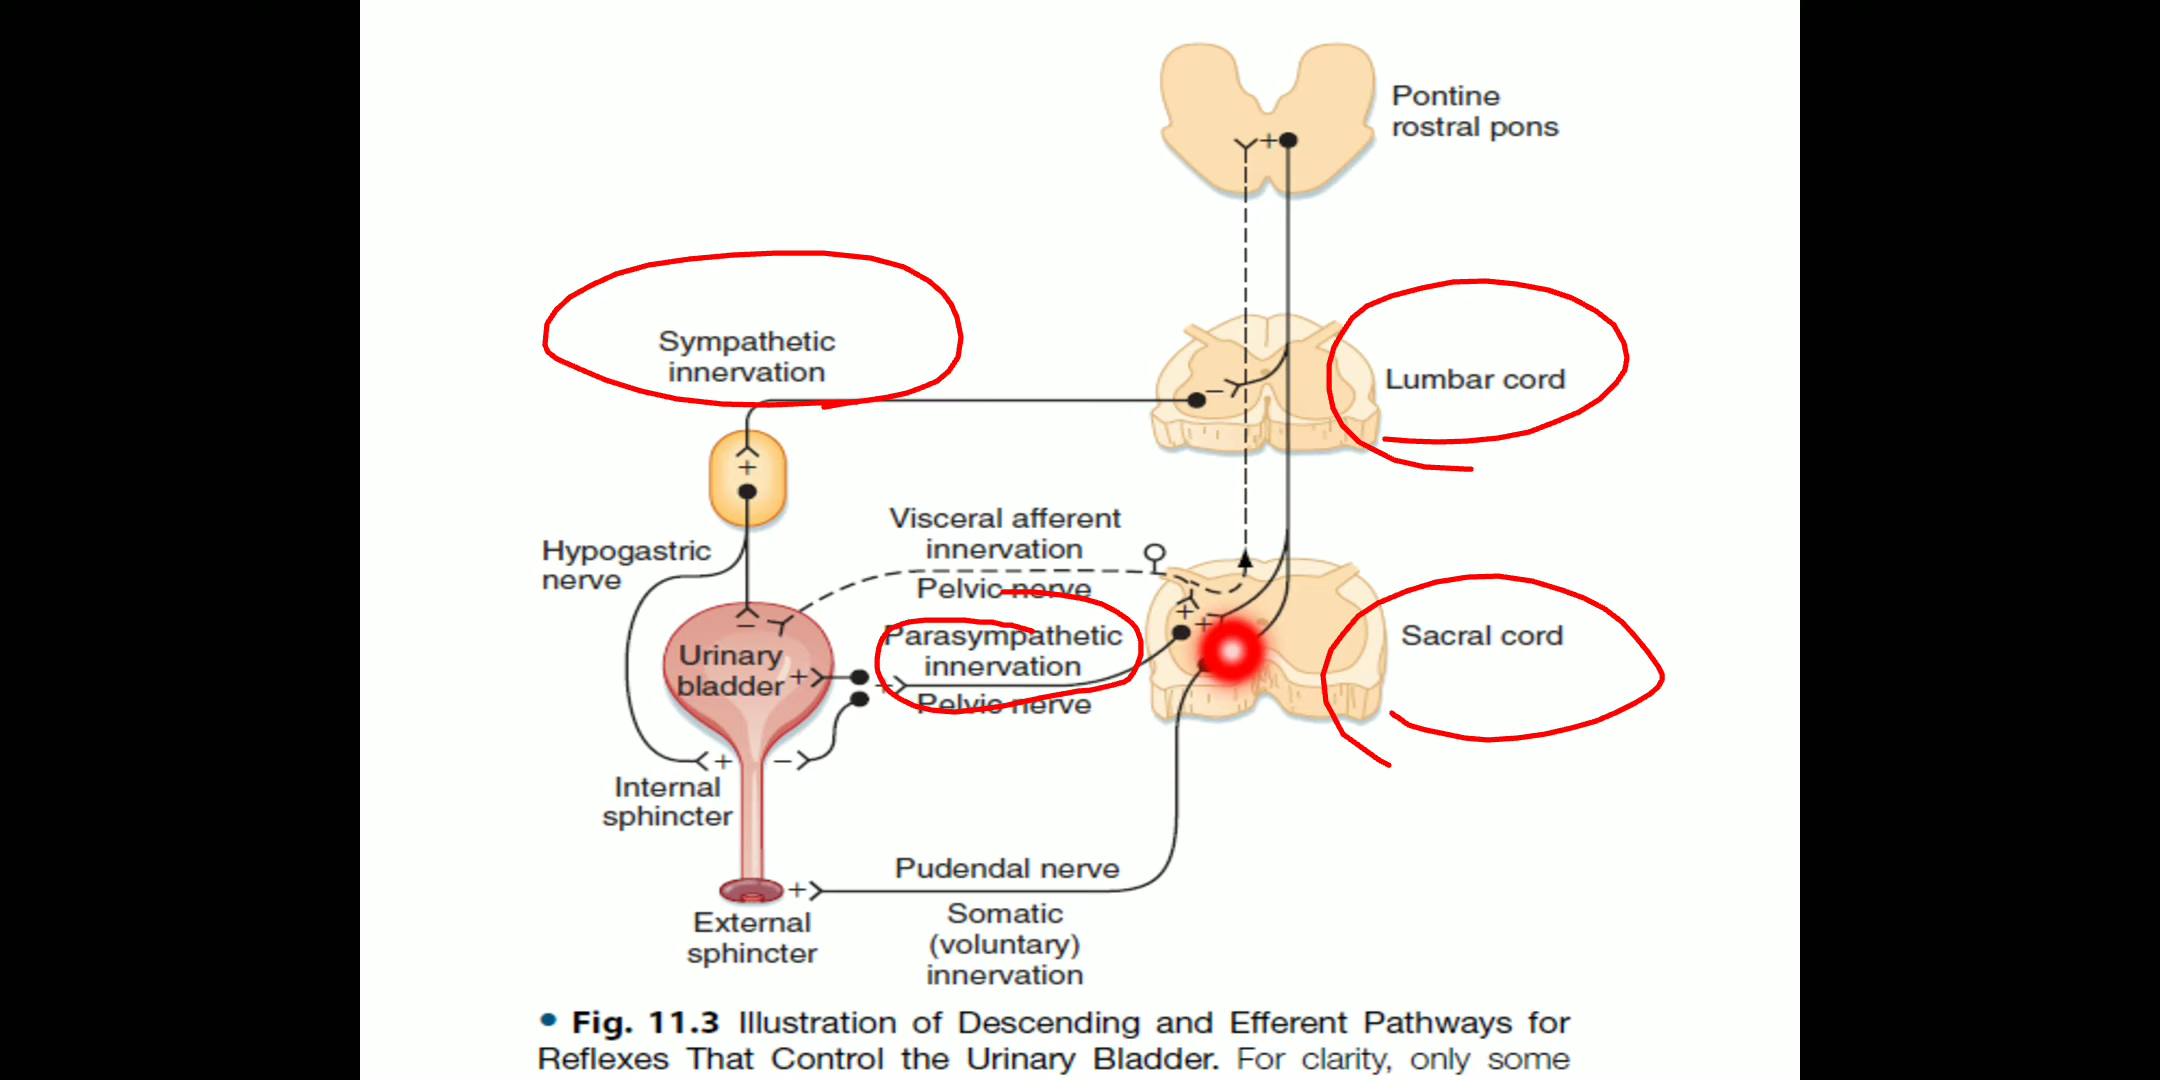 Pontine
rostral pons
Sympathetic
innervation
Lumbar cord
+
−
+
Hypogastric
nerve
Visceral afferent
innervation
Pelvic nerve
−
+
+
Parasympathetic
innervation
Sacral cord
Urinary
bladder
+
+
Pelvic nerve
+
−
Internal
sphincter
Pudendal nerve
+
External
sphincter
Somatic
(voluntary)
innervation
• Fig. 11.3 Illustration of Descending and Efferent Pathways for
Reflexes That Control the Urinary Bladder. For clarity, only some